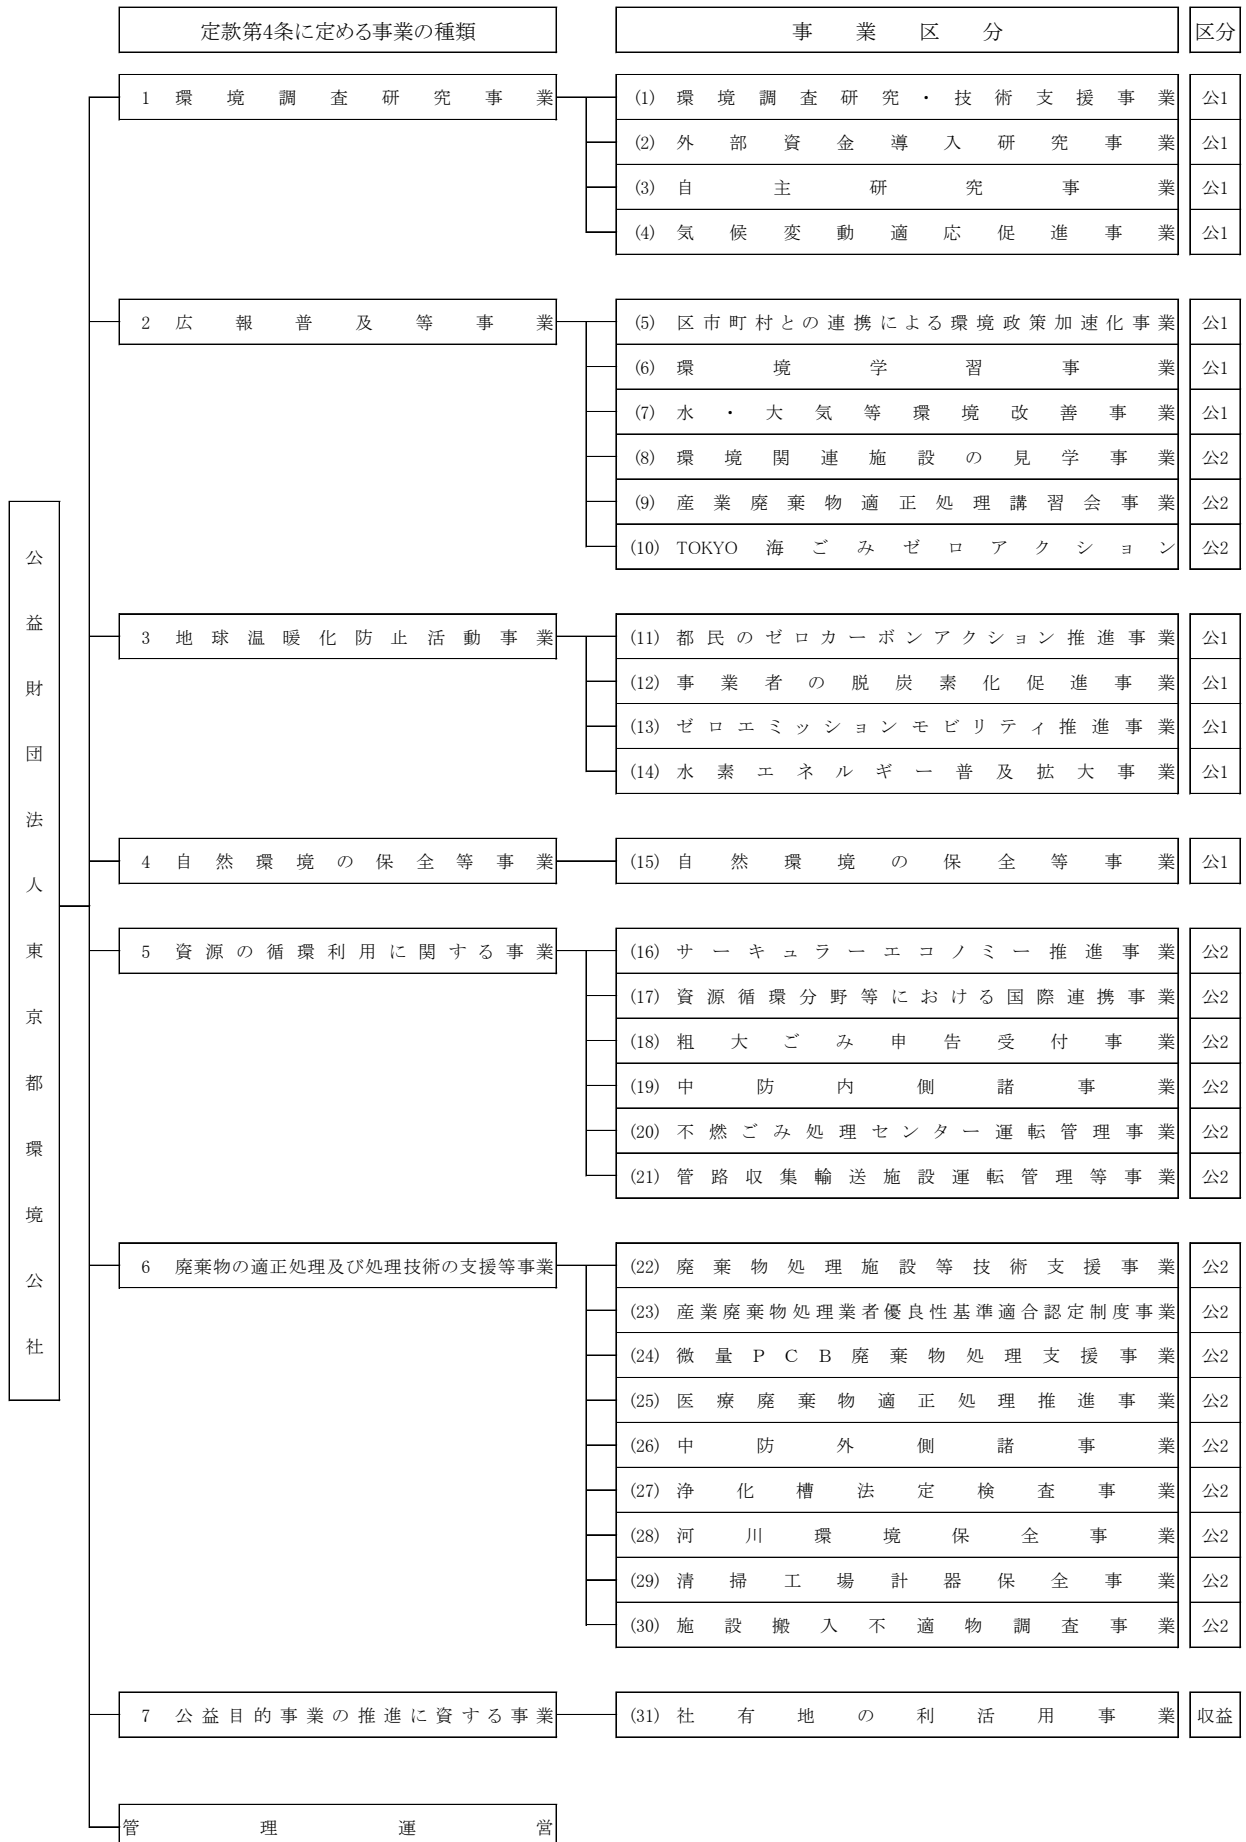 定款第4条に定める事業の種類 事業区分 区分
1 環境調査研究事業 (1) 環境調査研究・技術支援事業 公1
(2) 外部資金導入研究事業 公1
(3) 自主研究事業 公1
(4) 気候変動適応促進事業 公1
2 広報普及等事業 (5) 区市町村との連携による環境政策加速化事業 公1
(6) 環境学習事業 公1
(7) 水・大気等環境改善事業 公1
(8) 環境関連施設の見学事業 公2
(9) 産業廃棄物適正処理講習会事業 公2
(10) TOKYO 海ごみゼロアクション 公2
公益財団法人東京都環境公社
3 地球温暖化防止活動事業 (11) 都民のゼロカーボンアクション推進事業 公1
(12) 事業者の脱炭素化促進事業 公1
(13) ゼロエミッションモビリティ推進事業 公1
(14) 水素エネルギー普及拡大事業 公1
4 自然環境の保全等事業 (15) 自然環境の保全等事業 公1
5 資源の循環利用に関する事業 (16) サーキュラーエコノミー推進事業 公2
(17) 資源循環分野等における国際連携事業 公2
(18) 粗大ごみ申告受付事業 公2
(19) 中防内側諸事業 公2
(20) 不燃ごみ処理センター運転管理事業 公2
(21) 管路収集輸送施設運転管理等事業 公2
6 廃棄物の適正処理及び処理技術の支援等事業 (22) 廃棄物処理施設等技術支援事業 公2
(23) 産業廃棄物処理業者優良性基準適合認定制度事業 公2
(24) 微量PCB廃棄物処理支援事業 公2
(25) 医療廃棄物適正処理推進事業 公2
(26) 中防外側諸事業 公2
(27) 浄化槽法定検査事業 公2
(28) 河川環境保全事業 公2
(29) 清掃工場計器保全事業 公2
(30) 施設搬入不適物調査事業 公2
7 公益目的事業の推進に資する事業 (31) 社有地の利活用事業 収益
管理運営